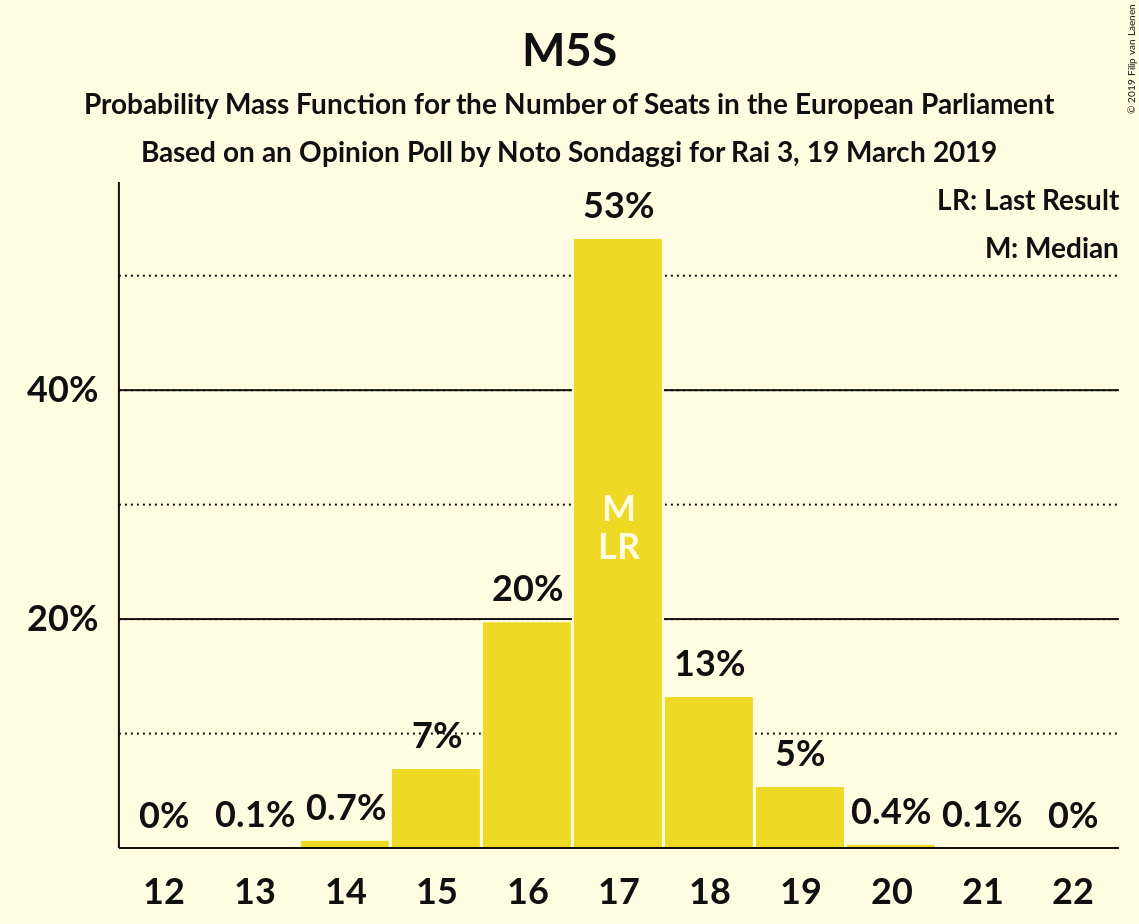 M5S
Probability Mass Function for the Number of Seats in the European Parliament
Based on an Opinion Poll by Noto Sondaggi for Rai 3, 19 March 2019
© 2019 Filip van Laenen
LR: Last Result
M: Median
53%
40%
M
LR
20%
20%
13%
7%
5%
0%
0.1%
0.7%
0.4%
0.1%
0%
12 13 14 15 16 17 18 19 20 21 22